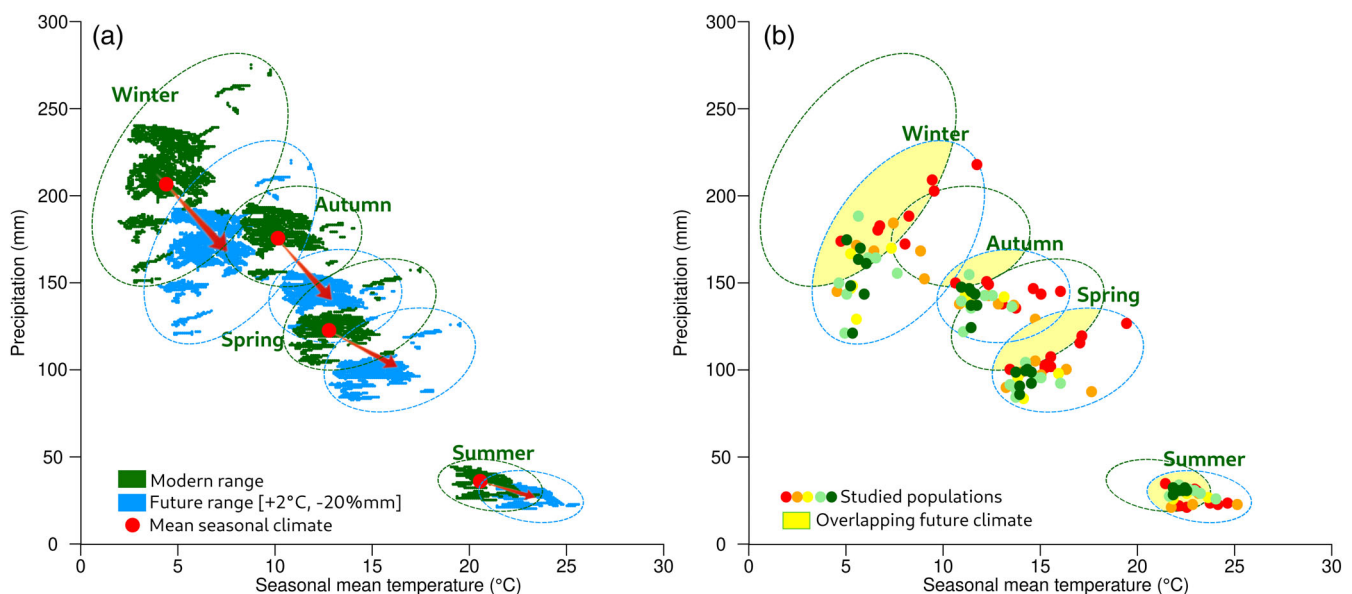 (a)
300
250
200
150
100
50
0
Precipitation (mm)
Winter
Autumn
Spring
Summer
Modern range
Future range [+2°C, -20%mm]
Mean seasonal climate
0 5 10 15 20 25 30
Seasonal mean temperature (°C)
(b)
300
250
200
150
100
50
0
Precipitation (mm)
Winter
Autumn
Spring
Summer
Studied populations
Overlapping future climate
0 5 10 15 20 25 30
Seasonal mean temperature (°C)